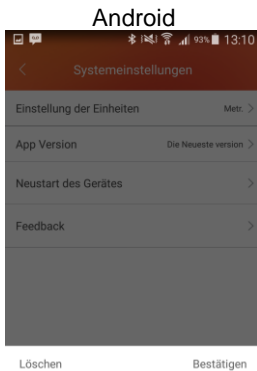 Android
93% 13:10
Systemeinstellungen
Einstellung der Einheiten Metr.
App Version Die Neueste version
Neustart des Gerätes
Feedback
Löschen Bestätigen